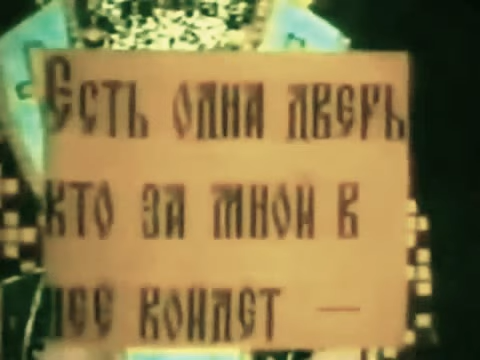 Есть одна дверь
кто за мной в
нее войдет —